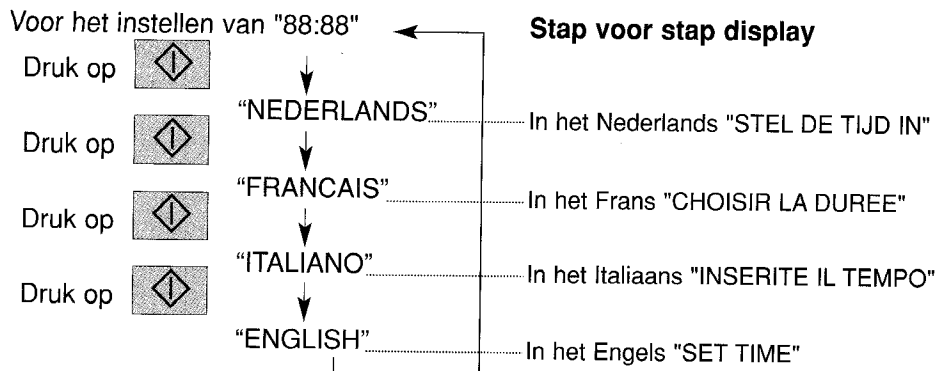 Voor het instellen van "88:88"
Stap voor stap display
Druk op
"NEDERLANDS"
In het Nederlands "STEL DE TIJD IN"
Druk op
"FRANCAIS"
In het Frans "CHOISIR LA DUREE"
Druk op
"ITALIANO"
In het Italiaans "INSERITE IL TEMPO"
Druk op
"ENGLISH"
In het Engels "SET TIME"